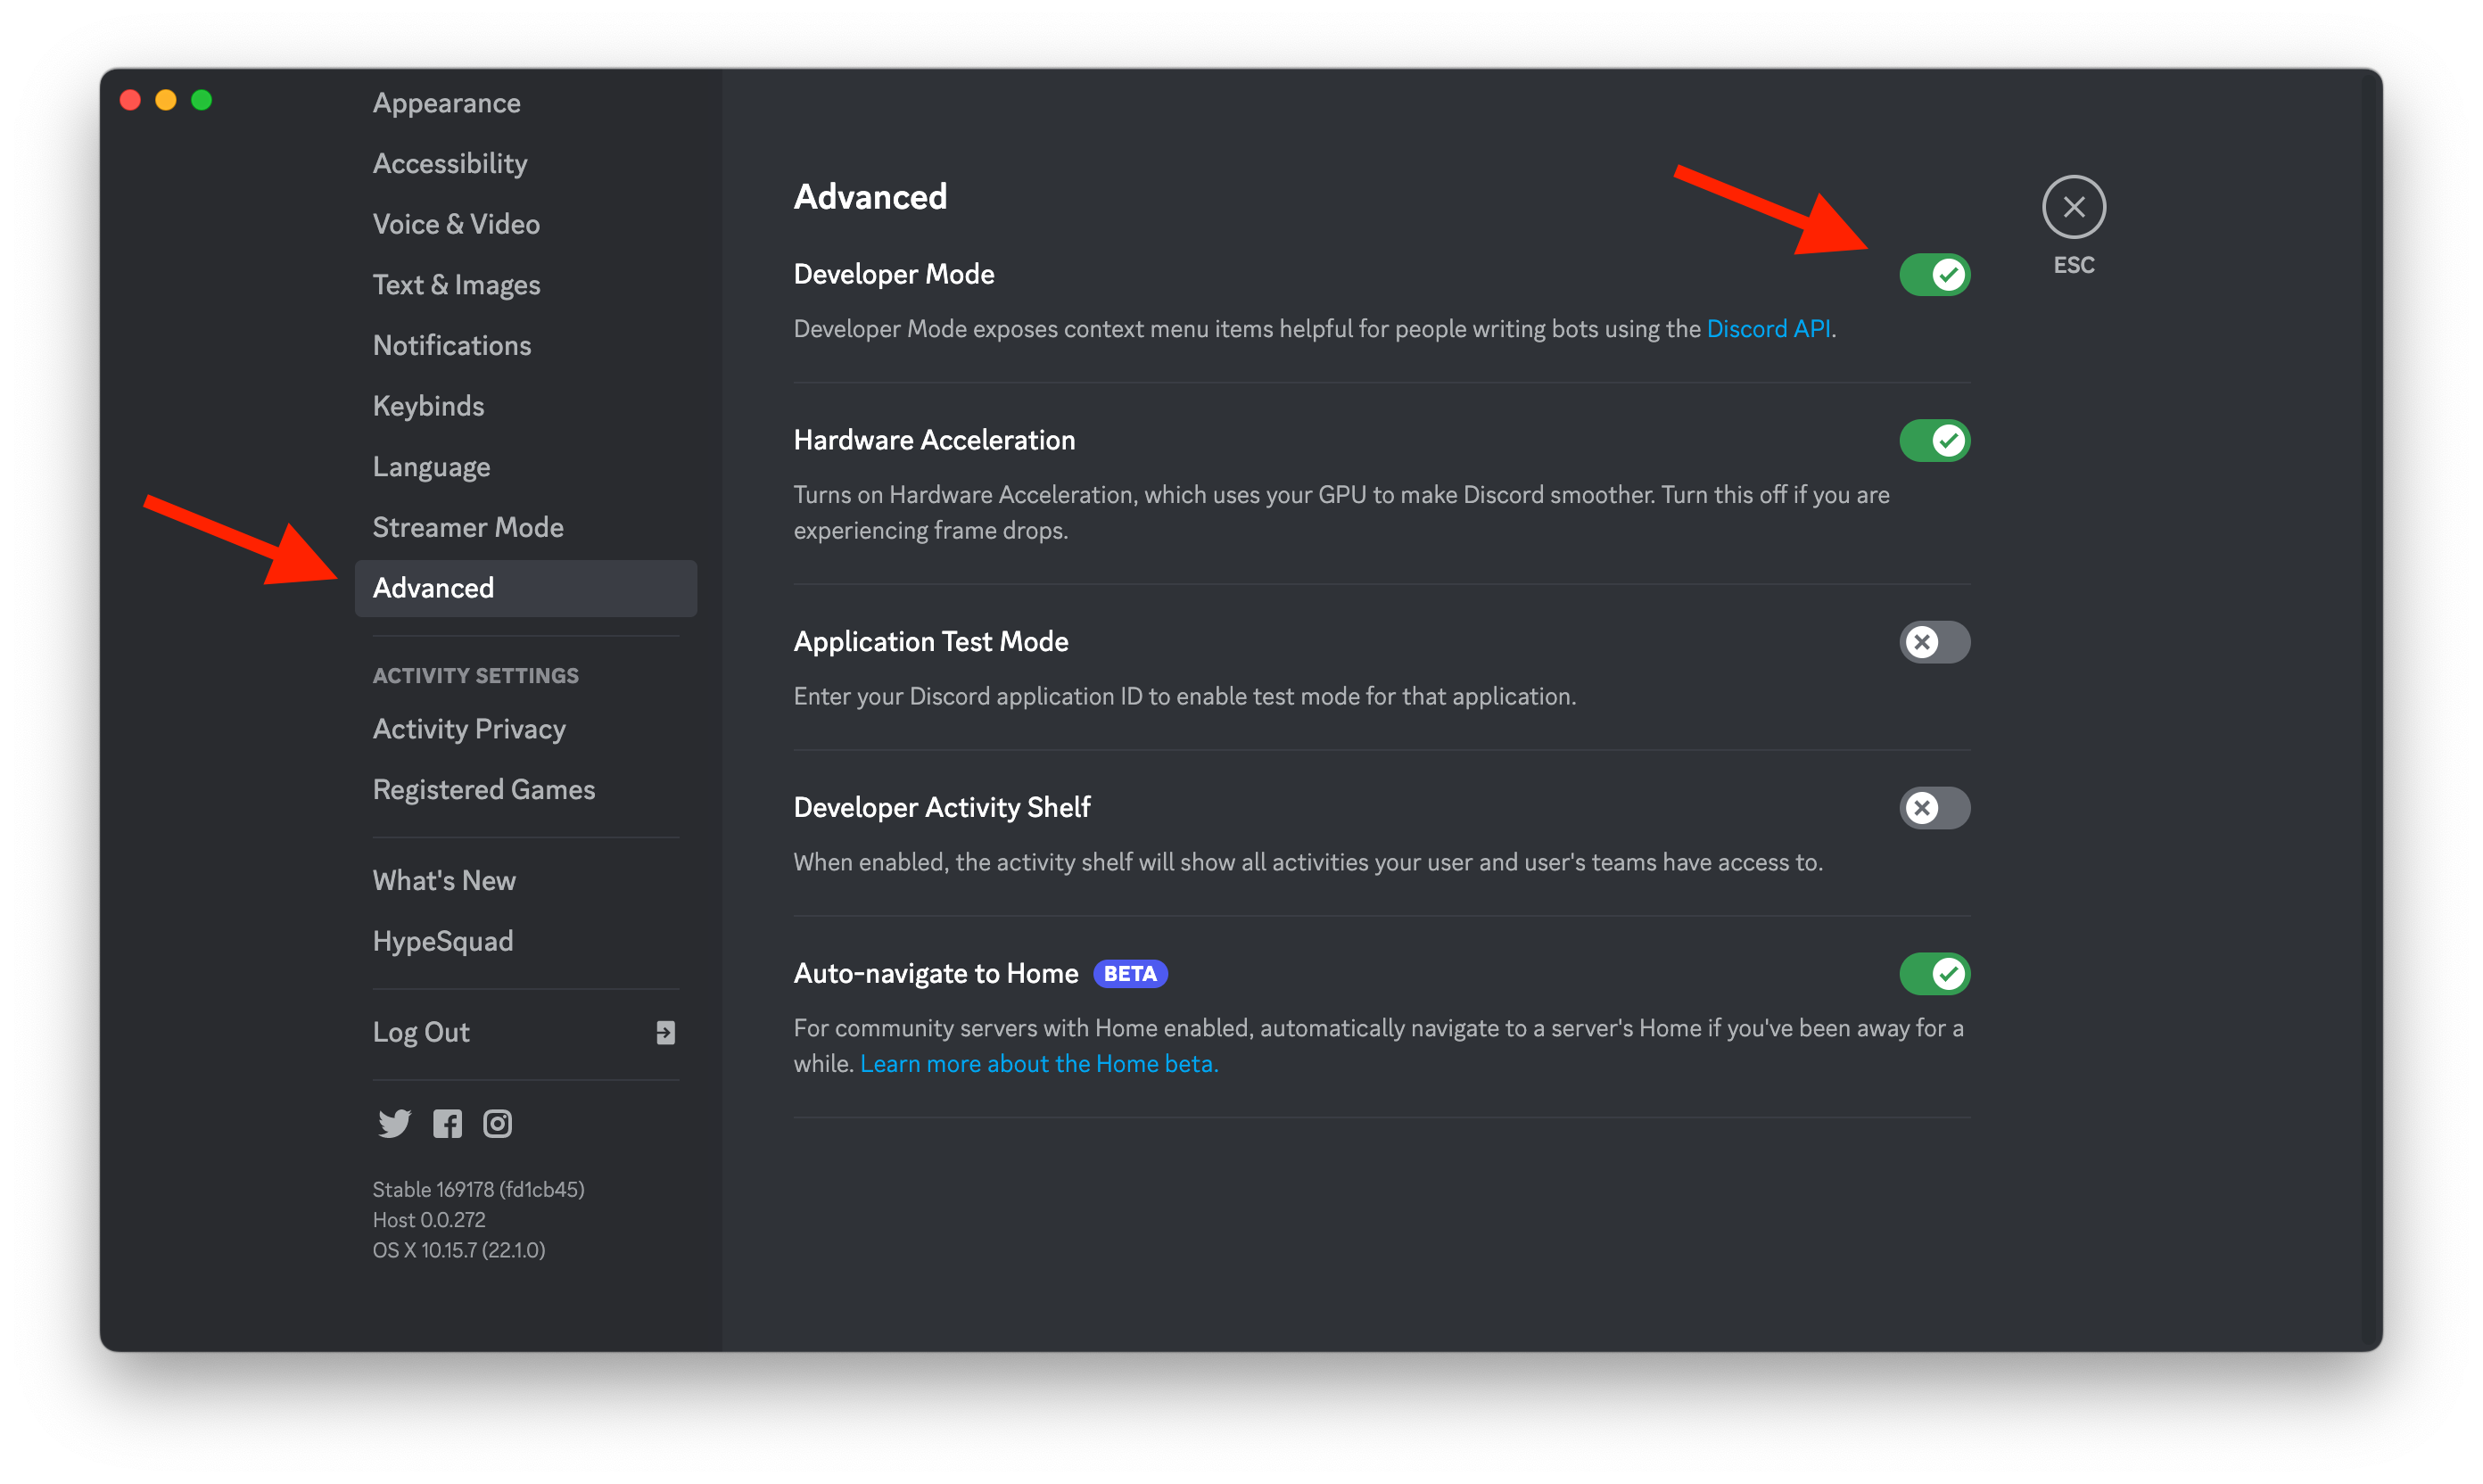 Appearance
Accessibility
Voice & Video
Text & Images
Notifications
Keybinds
Language
Streamer Mode
Advanced
ACTIVITY SETTINGS
Activity Privacy
Registered Games
What's New
HypeSquad
Log Out
Stable 169178 (fd1cb45)
Host 0.0.272
OS X 10.15.7 (22.1.0)
Advanced
Developer Mode
Developer Mode exposes context menu items helpful for people writing bots using the Discord API.
Hardware Acceleration
Turns on Hardware Acceleration, which uses your GPU to make Discord smoother. Turn this off if you are
experiencing frame drops.
Application Test Mode
Enter your Discord application ID to enable test mode for that application.
Developer Activity Shelf
When enabled, the activity shelf will show all activities your user and user's teams have access to.
Auto-navigate to Home BETA
For community servers with Home enabled, automatically navigate to a server's Home if you've been away for a
while. Learn more about the Home beta.
ESC